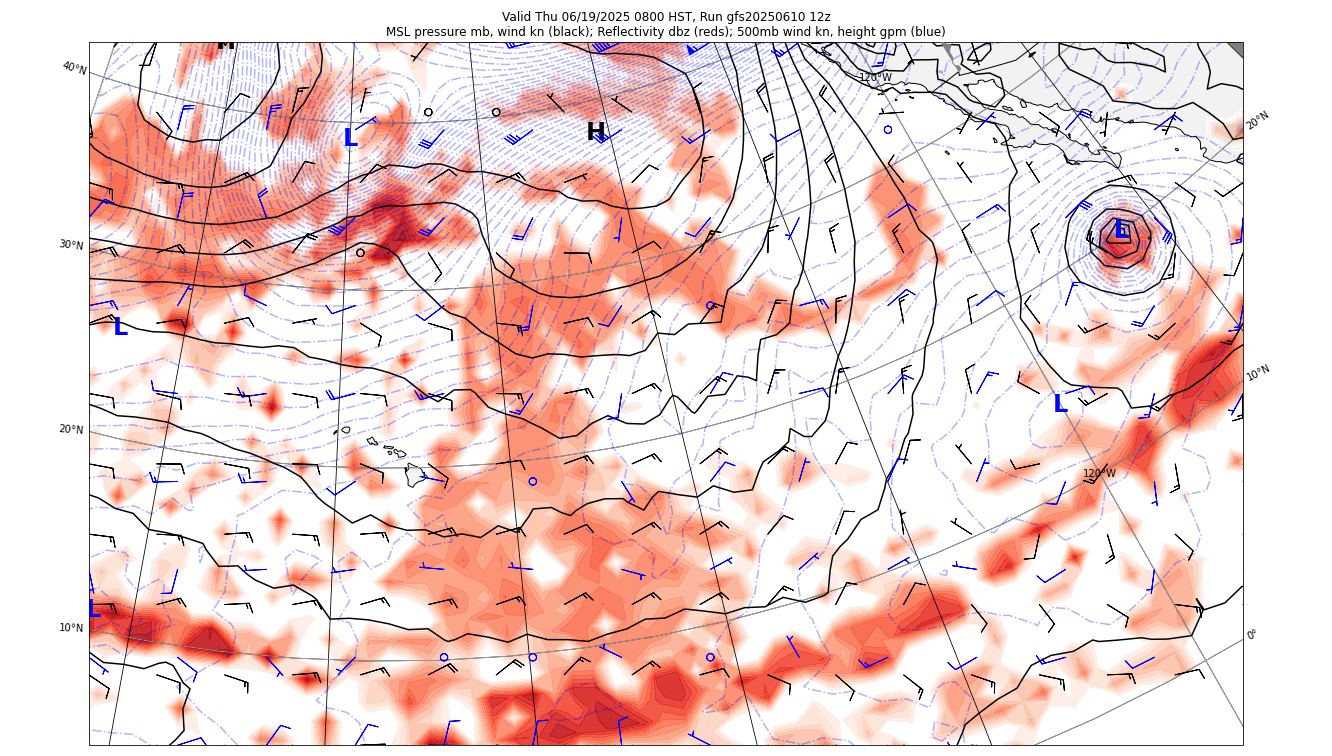 Valid Thu 06/19/2025 0800 HST, Run gfs20250610 12z
MSL pressure mb, wind kn (black); Reflectivity dbz (reds); 500mb wind kn, height gpm (blue)
H
40°N
120°W
20°N
L
H
L
30°N
L
10°N
L
20°N
120°W
L
10°N
0°